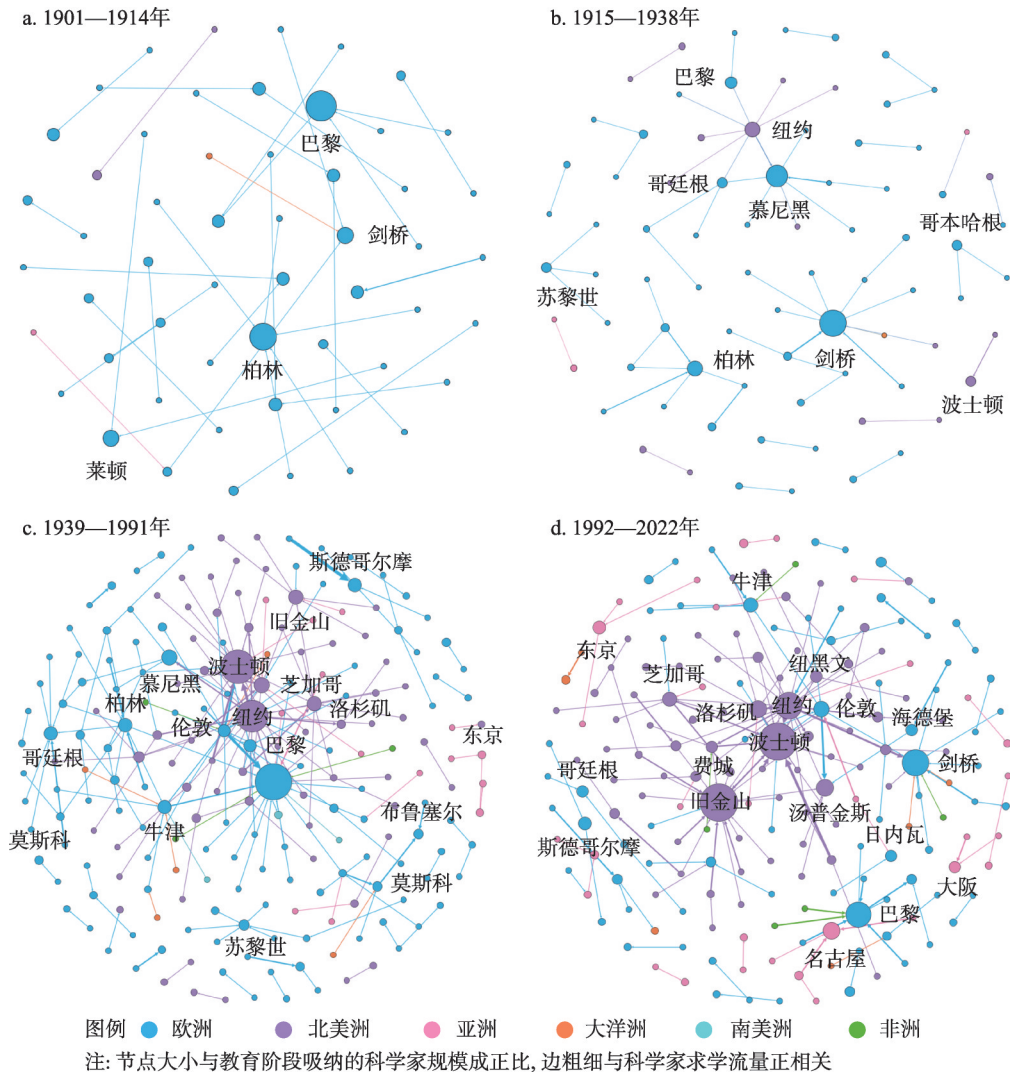 a. 1901—1914年
巴黎
剑桥
柏林
莱顿
b. 1915—1938年
巴黎
纽约
哥廷根
慕尼黑
哥本哈根
苏黎世
柏林
剑桥
波士顿
c. 1939—1991年
斯德哥尔摩
旧金山
波士顿
慕尼黑
芝加哥
柏林
伦敦
纽约
洛杉矶
巴黎
东京
哥廷根
布鲁塞尔
莫斯科
牛津
莫斯科
苏黎世
d. 1992—2022年
牛津
东京
芝加哥
纽黑文
洛杉矶
纽约
伦敦
海德堡
波士顿
哥廷根
费城
剑桥
旧金山
汤普金斯
日内瓦
斯德哥尔摩
大阪
巴黎
名古屋
图例 欧洲 北美洲 亚洲 大洋洲 南美洲 非洲
注: 节点大小与教育阶段吸纳的科学家规模成正比, 边粗细与科学家求学流量正相关